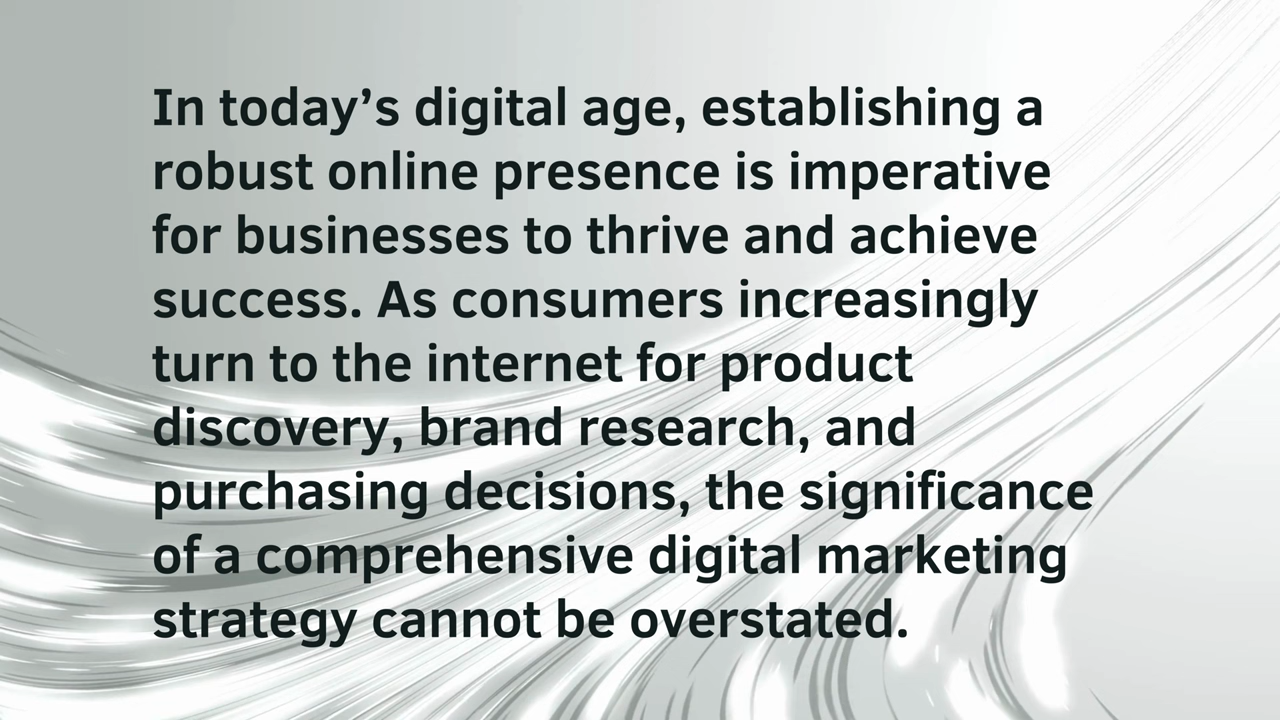 In today’s digital age, establishing a
robust online presence is imperative
for businesses to thrive and achieve
success. As consumers increasingly
turn to the internet for product
discovery, brand research, and
purchasing decisions, the significance
of a comprehensive digital marketing
strategy cannot be overstated.